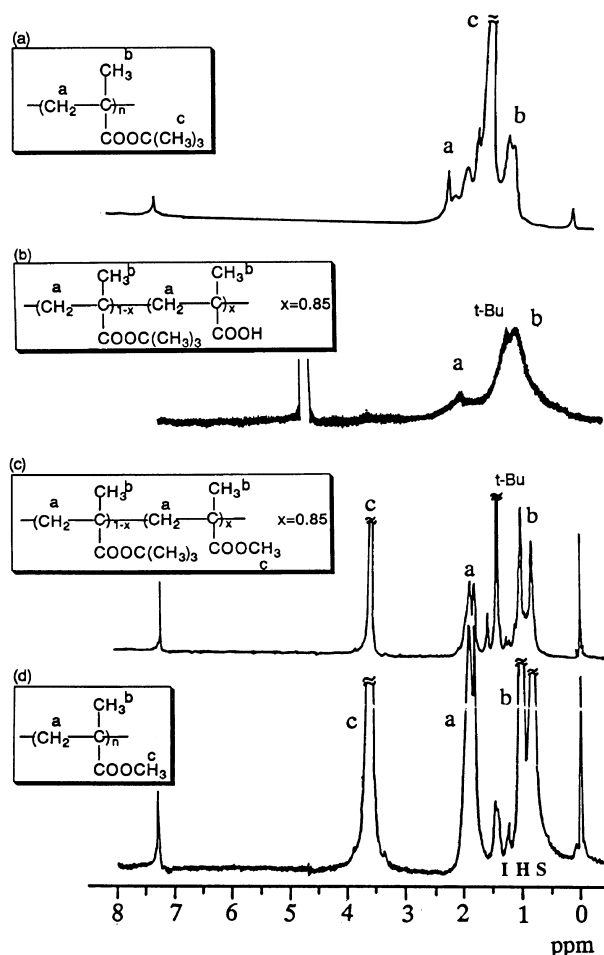 (a)
c ≈
b
CH₃
a
—(CH₂—C)ₙ—
c
COOC(CH₃)₃
a
b
(b)
CH₃ᵇ
CH₃ᵇ
a
a
—(CH₂—C)₁₋ₓ—(CH₂—C)ₓ—
x=0.85
COOC(CH₃)₃
COOH
t-Bu
b
a
(c)
CH₃ᵇ
CH₃ᵇ
a
a
—(CH₂—C)₁₋ₓ—(CH₂—C)ₓ—
x=0.85
COOC(CH₃)₃
COOCH₃
c
c
≈
t-Bu
≈
b
a
(d)
CH₃ᵇ
a
—(CH₂—C)ₙ—
c
COOCH₃
≈
c
a
b
≈ ≈
I H S
8 7 6 5 4 3 2 1 0
ppm